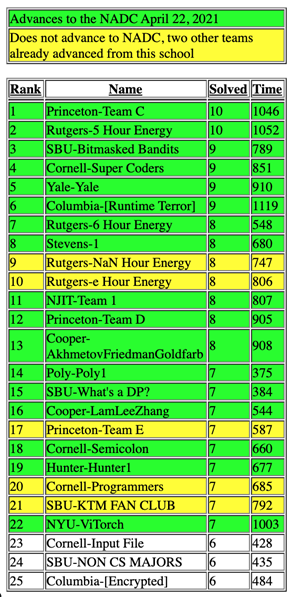 Advances to the NADC April 22, 2021
Does not advance to NADC, two other teams
already advanced from this school
Rank Name Solved Time
1 Princeton-Team C 10 1046
2 Rutgers-5 Hour Energy 10 1052
3 SBU-Bitmasked Bandits 9 789
4 Cornell-Super Coders 9 851
5 Yale-Yale 9 910
6 Columbia-[Runtime Terror] 9 1119
7 Rutgers-6 Hour Energy 8 548
8 Stevens-1 8 680
9 Rutgers-NaN Hour Energy 8 747
10 Rutgers-e Hour Energy 8 806
11 NJIT-Team 1 8 807
12 Princeton-Team D 8 905
13 Cooper-
AkhmetovFriedmanGoldfarb 8 908
14 Poly-Poly1 7 375
15 SBU-What's a DP? 7 384
16 Cooper-LamLeeZhang 7 544
17 Princeton-Team E 7 587
18 Cornell-Semicolon 7 660
19 Hunter-Hunter1 7 677
20 Cornell-Programmers 7 685
21 SBU-KTM FAN CLUB 7 792
22 NYU-ViTorch 7 1003
23 Cornell-Input File 6 428
24 SBU-NON CS MAJORS 6 435
25 Columbia-[Encrypted] 6 484